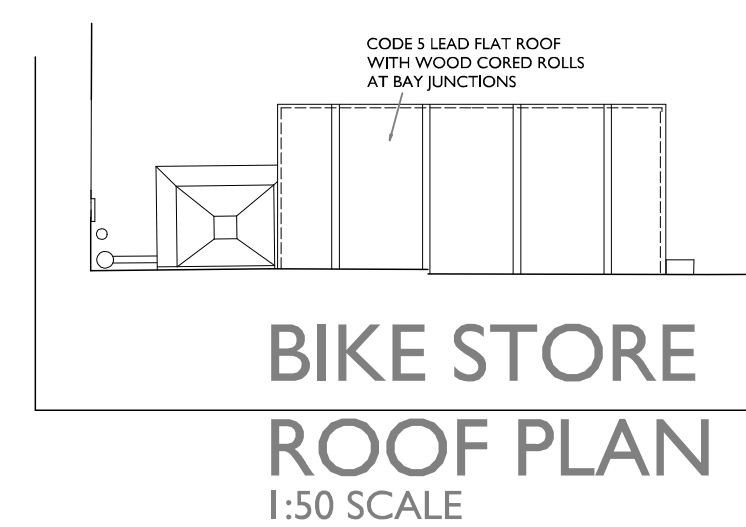 CODE 5 LEAD FLAT ROOF
WITH WOOD CORED ROLLS
AT BAY JUNCTIONS
BIKE STORE
ROOF PLAN
1:50 SCALE